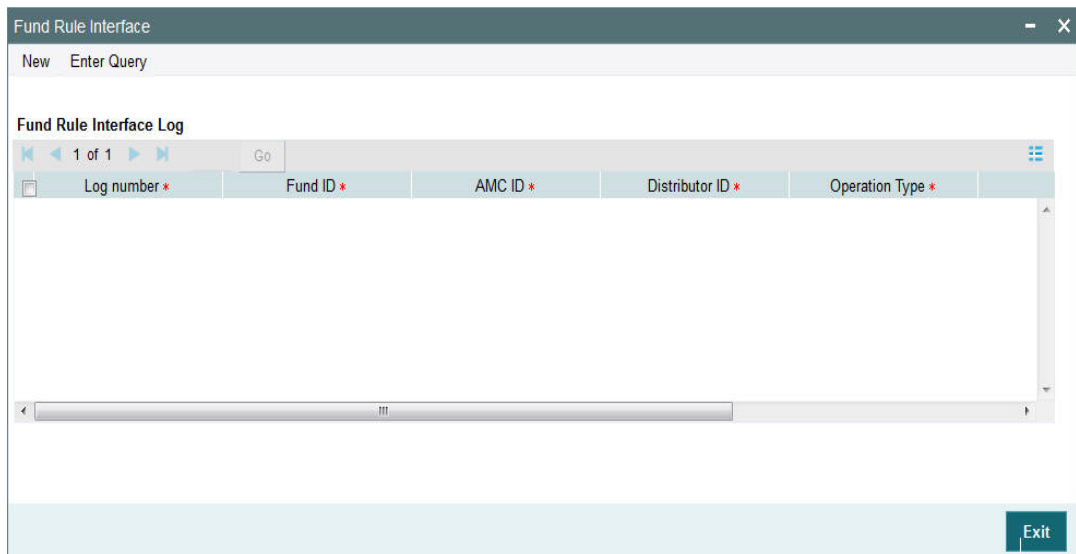 Fund Rule Interface
New Enter Query
Fund Rule Interface Log
1 of 1 Go
Log number * Fund ID * AMC ID * Distributor ID * Operation Type *
Exit